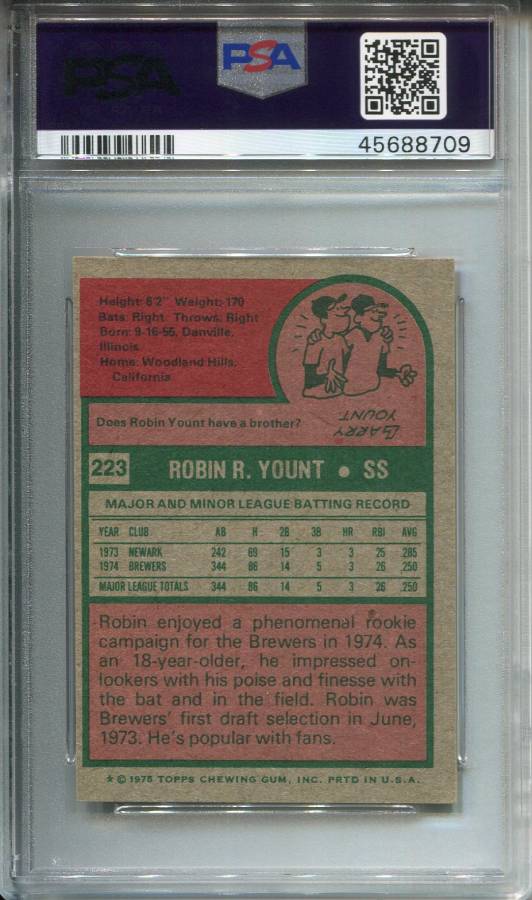 PSA
PSA
45688709
Height: 6'2" Weight: 170
Bats: Right Throws: Right
Born: 9-16-55, Danville,
Illinois
Home: Woodland Hills,
California
Does Robin Yount have a brother?
LARRY
YOUNT
223 ROBIN R. YOUNT • SS
MAJOR AND MINOR LEAGUE BATTING RECORD
YEAR CLUB AB H 2B 3B HR RBI AVG
1973 NEWARK 242 69 15 3 3 25 .285
1974 BREWERS 344 86 14 5 3 26 .250
MAJOR LEAGUE TOTALS 344 86 14 5 3 26 .250
Robin enjoyed a phenomenal rookie
campaign for the Brewers in 1974. As
an 18-year-older, he impressed on-
lookers with his poise and finesse with
the bat and in the field. Robin was
Brewers' first draft selection in June,
1973. He's popular with fans.
* © 1975 TOPPS CHEWING GUM, INC. PRTD IN U.S.A.